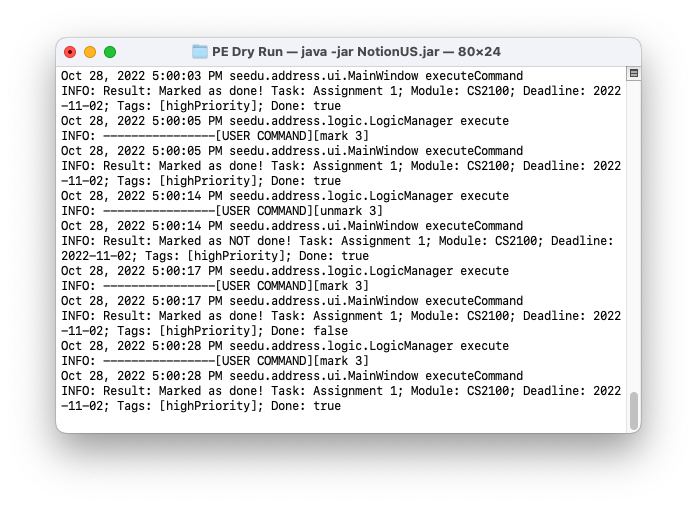 PE Dry Run — java -jar NotionUS.jar — 80×24
Oct 28, 2022 5:00:03 PM seedu.address.ui.MainWindow executeCommand
INFO: Result: Marked as done! Task: Assignment 1; Module: CS2100; Deadline: 2022
-11-02; Tags: [highPriority]; Done: true
Oct 28, 2022 5:00:05 PM seedu.address.logic.LogicManager execute
INFO: ----------------[USER COMMAND][mark 3]
Oct 28, 2022 5:00:05 PM seedu.address.ui.MainWindow executeCommand
INFO: Result: Marked as done! Task: Assignment 1; Module: CS2100; Deadline: 2022
-11-02; Tags: [highPriority]; Done: true
Oct 28, 2022 5:00:14 PM seedu.address.logic.LogicManager execute
INFO: ----------------[USER COMMAND][unmark 3]
Oct 28, 2022 5:00:14 PM seedu.address.ui.MainWindow executeCommand
INFO: Result: Marked as NOT done! Task: Assignment 1; Module: CS2100; Deadline: 
2022-11-02; Tags: [highPriority]; Done: true
Oct 28, 2022 5:00:17 PM seedu.address.logic.LogicManager execute
INFO: ----------------[USER COMMAND][mark 3]
Oct 28, 2022 5:00:17 PM seedu.address.ui.MainWindow executeCommand
INFO: Result: Marked as done! Task: Assignment 1; Module: CS2100; Deadline: 2022
-11-02; Tags: [highPriority]; Done: false
Oct 28, 2022 5:00:28 PM seedu.address.logic.LogicManager execute
INFO: ----------------[USER COMMAND][mark 3]
Oct 28, 2022 5:00:28 PM seedu.address.ui.MainWindow executeCommand
INFO: Result: Marked as done! Task: Assignment 1; Module: CS2100; Deadline: 2022
-11-02; Tags: [highPriority]; Done: true